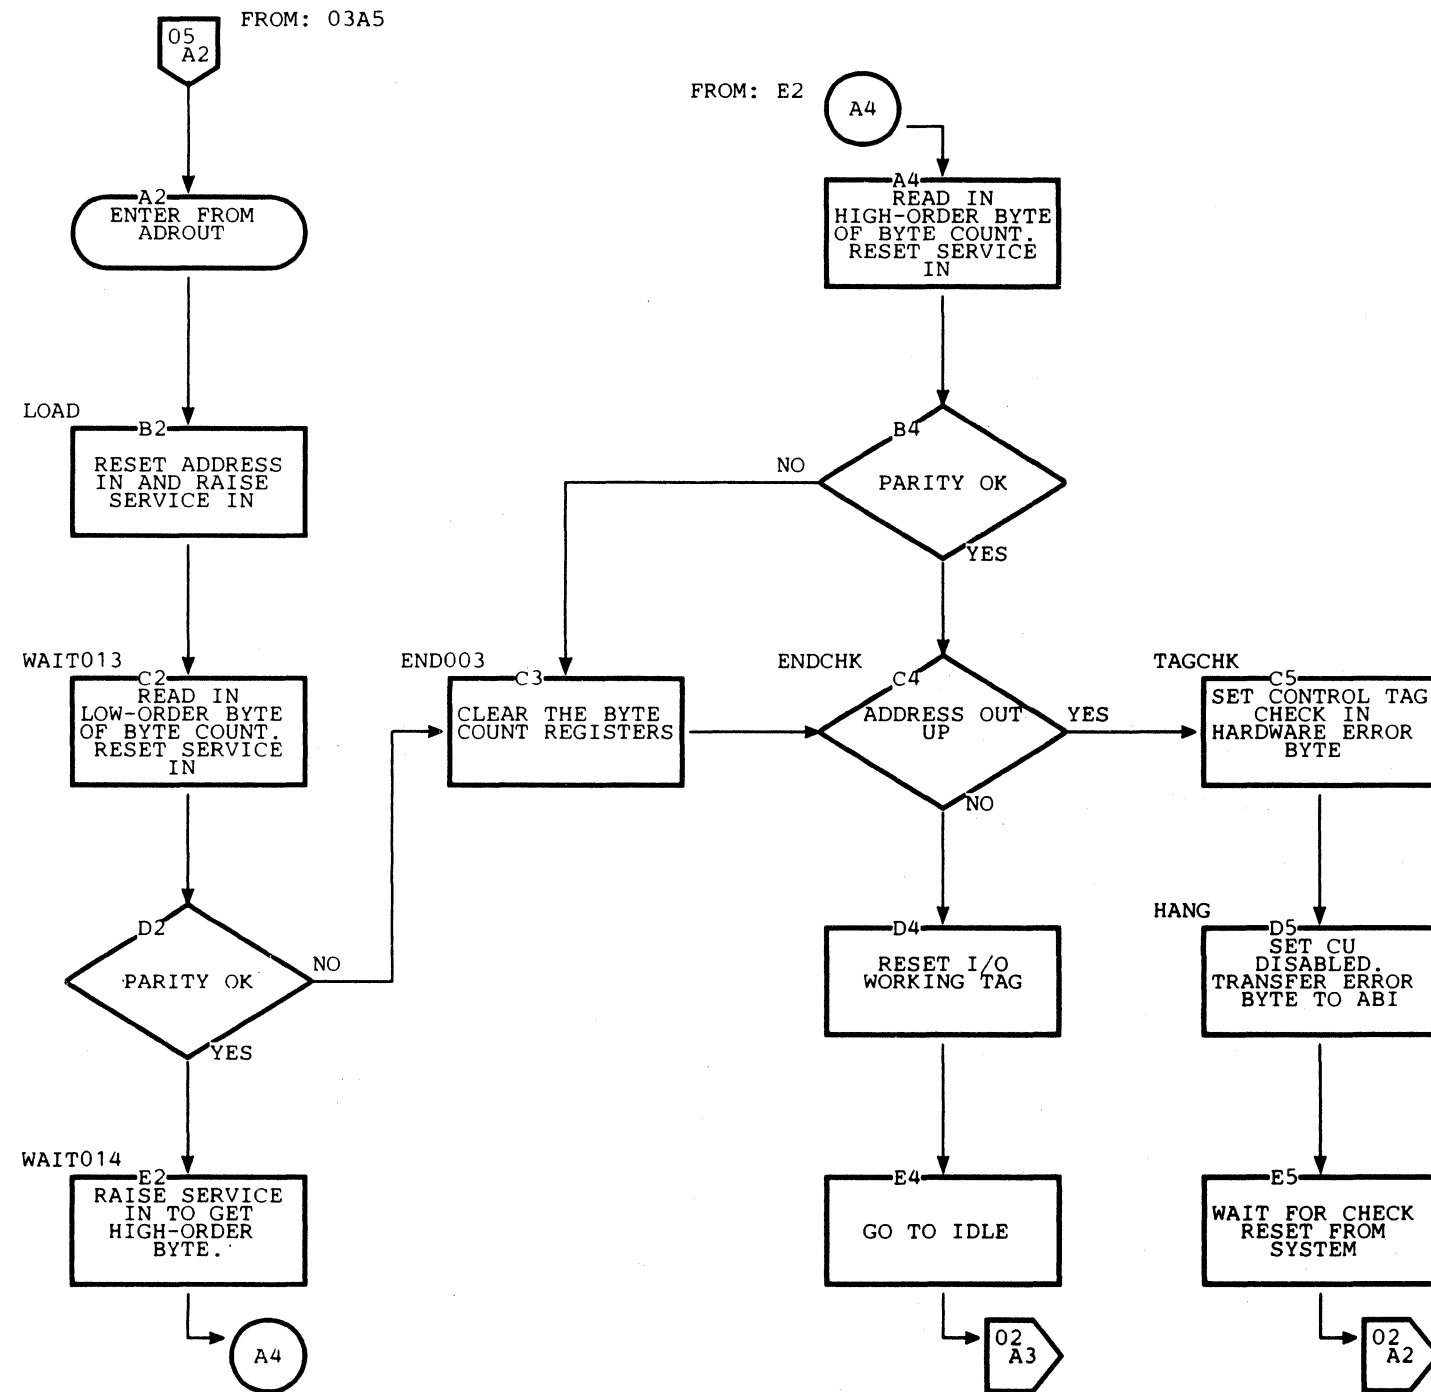 05
A2
FROM: 03A5
A2
ENTER FROM
ADROUT
LOAD
B2
RESET ADDRESS
IN AND RAISE
SERVICE IN
WAIT013
C2
READ IN
LOW-ORDER BYTE
OF BYTE COUNT.
RESET SERVICE
IN
D2
PARITY OK
NO
YES
WAIT014
E2
RAISE SERVICE
IN TO GET
HIGH-ORDER
BYTE.
A4
END003
C3
CLEAR THE BYTE
COUNT REGISTERS
FROM: E2
A4
A4
READ IN
HIGH-ORDER BYTE
OF BYTE COUNT.
RESET SERVICE
IN
B4
NO
PARITY OK
YES
ENDCHK
C4
ADDRESS OUT
UP
YES
NO
D4
RESET I/O
WORKING TAG
E4
GO TO IDLE
02
A3
TAGCHK
C5
SET CONTROL TAG
CHECK IN
HARDWARE ERROR
BYTE
HANG
D5
SET CU
DISABLED.
TRANSFER ERROR
BYTE TO ABI
E5
WAIT FOR CHECK
RESET FROM
SYSTEM
02
A2